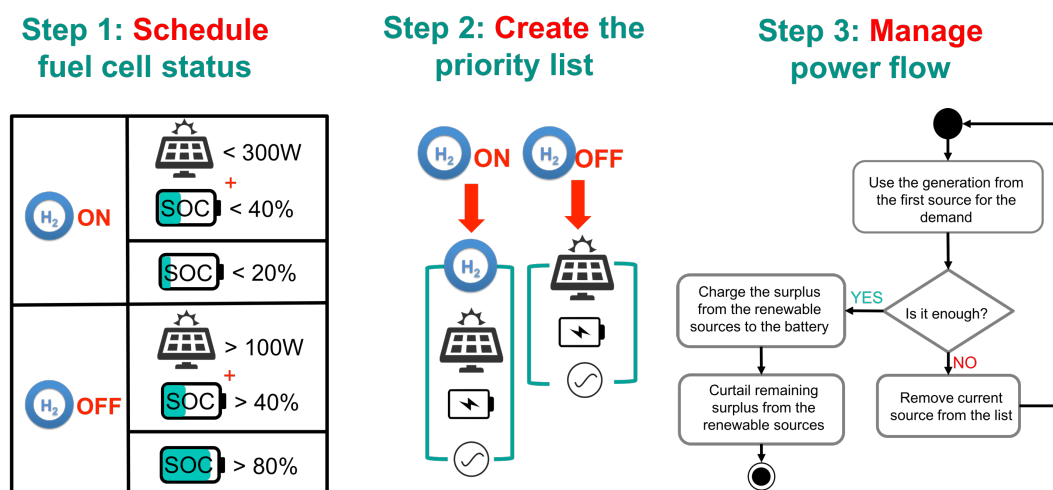 Step 1: Schedule
fuel cell status
Step 2: Create the
priority list
Step 3: Manage
power flow
H2 ON
< 300W
+
SOC < 40%
SOC < 20%
H2 OFF
> 100W
+
SOC > 40%
SOC > 80%
H2 ON
H2 OFF
H2
Use the generation from
the first source for the
demand
Is it enough?
YES
NO
Charge the surplus
from the renewable
sources to the battery
Curtail remaining
surplus from the
renewable sources
Remove current
source from the list